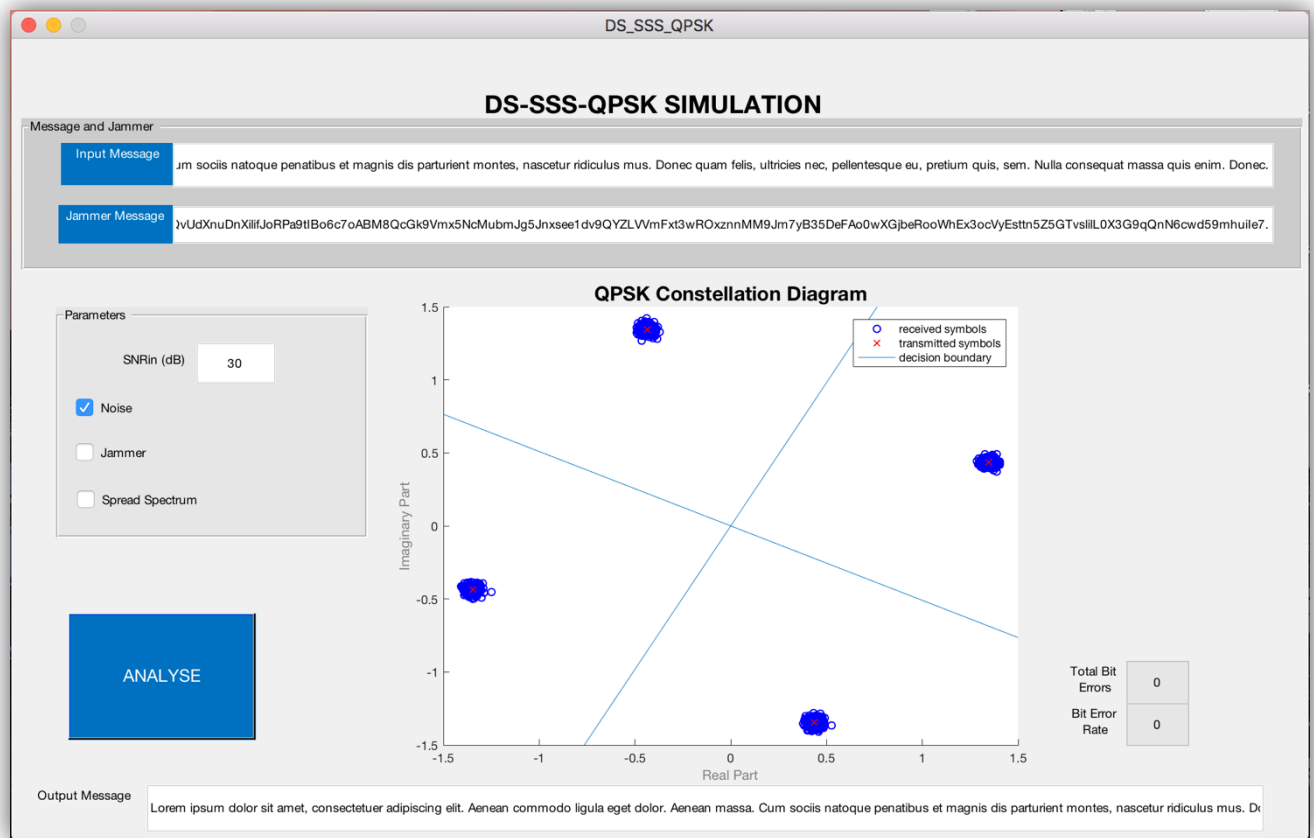 DS_SSS_QPSK
DS-SSS-QPSK SIMULATION
Message and Jammer
Input Message
um sociis natoque penatibus et magnis dis parturient montes, nascetur ridiculus mus. Donec quam felis, ultricies nec, pellentesque eu, pretium quis, sem. Nulla consequat massa quis enim. Donec.
Jammer Message
QPSK Constellation Diagram
Parameters
SNRin (dB)
30
Noise
Jammer
Spread Spectrum
ANALYSE
received symbols
transmitted symbols
decision boundary
1.5
1
0.5
0
-0.5
-1
-1.5
Imaginary Part
-1.5
-1
-0.5
0
0.5
1
1.5
Real Part
Total Bit
Errors
0
Bit Error
Rate
0
Output Message
Lorem ipsum dolor sit amet, consectetuer adipiscing elit. Aenean commodo ligula eget dolor. Aenean massa. Cum sociis natoque penatibus et magnis dis parturient montes, nascetur ridiculus mus.